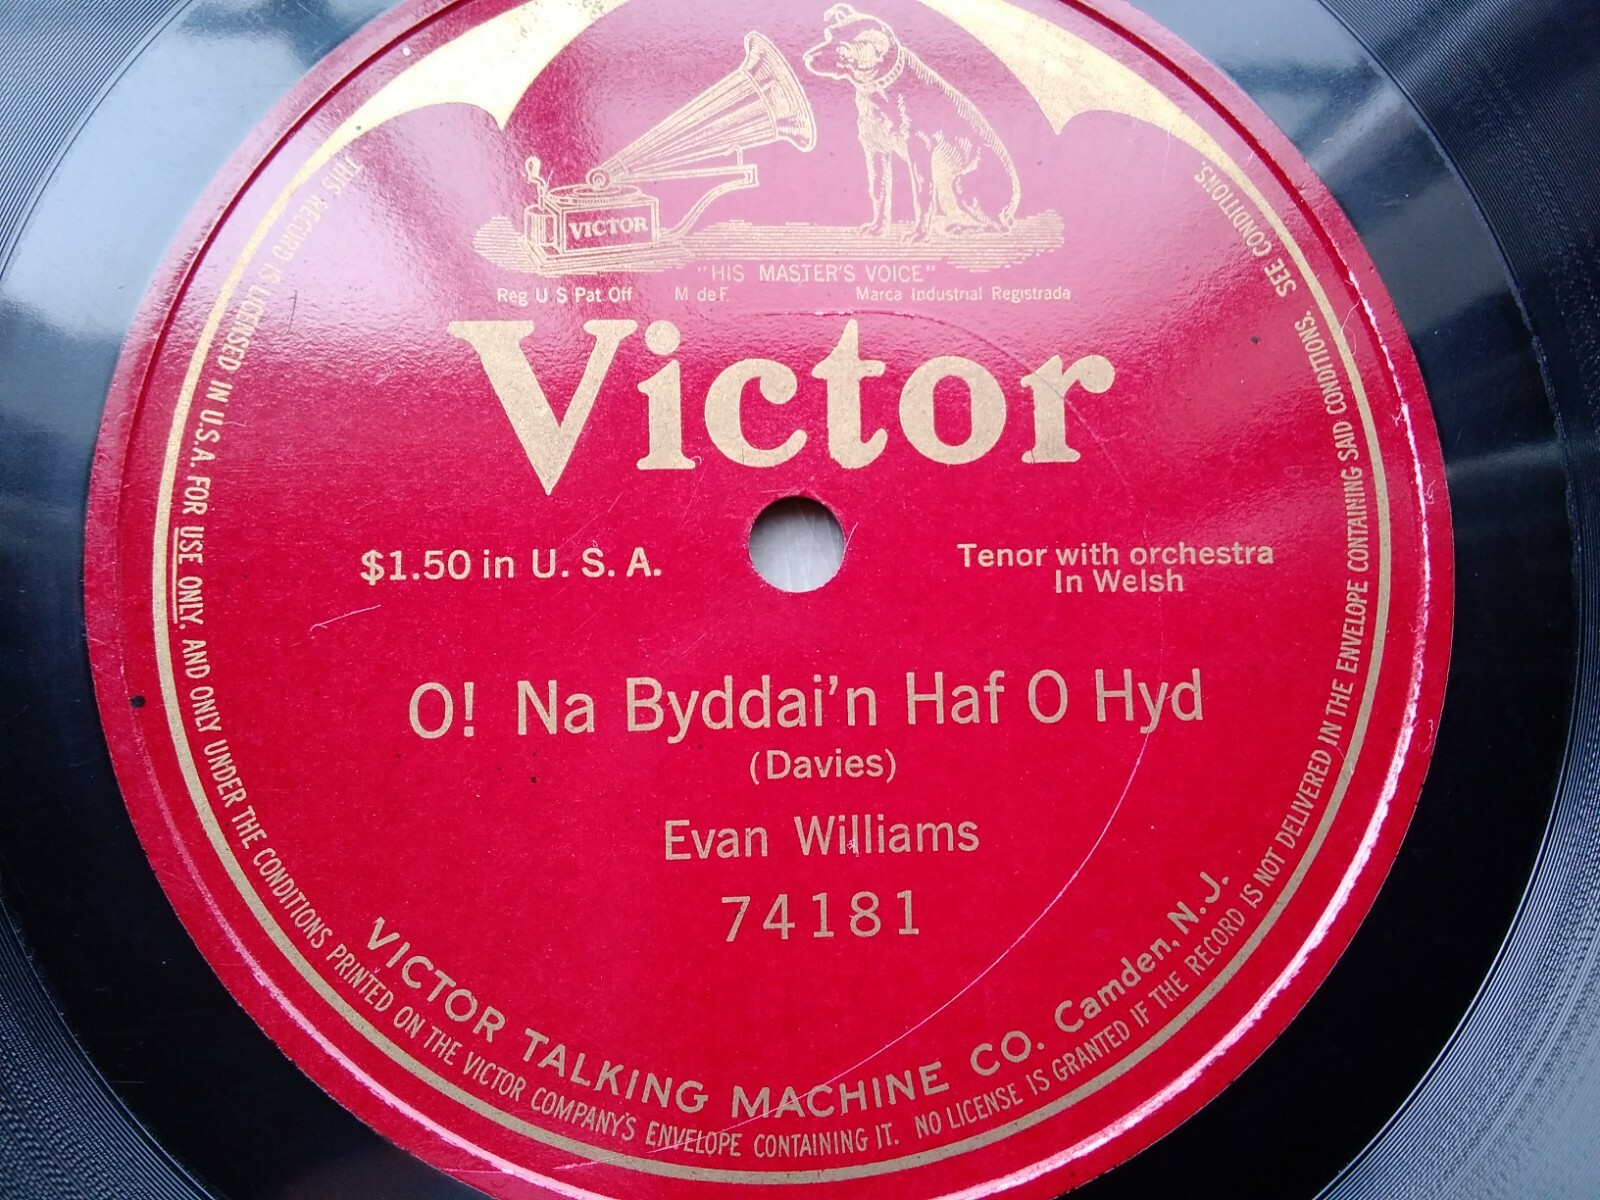 VICTOR
"HIS MASTER'S VOICE"
Reg U S Pat Off M de F. Marca Industrial Registrada
Victor
$1.50 in U. S. A.
Tenor with orchestra
In Welsh
O! Na Byddai'n Haf O Hyd
(Davies)
Evan Williams
74181
VICTOR TALKING MACHINE CO. Camden, N.J.
THIS RECORD IS LICENSED IN U.S.A. FOR USE ONLY. AND ONLY UNDER THE CONDITIONS PRINTED ON THE VICTOR COMPANY'S ENVELOPE CONTAINING IT. NO LICENSE IS GRANTED IF THE RECORD IS NOT DELIVERED IN THE ENVELOPE CONTAINING SAID CONDITIONS. SEE CONDITIONS.